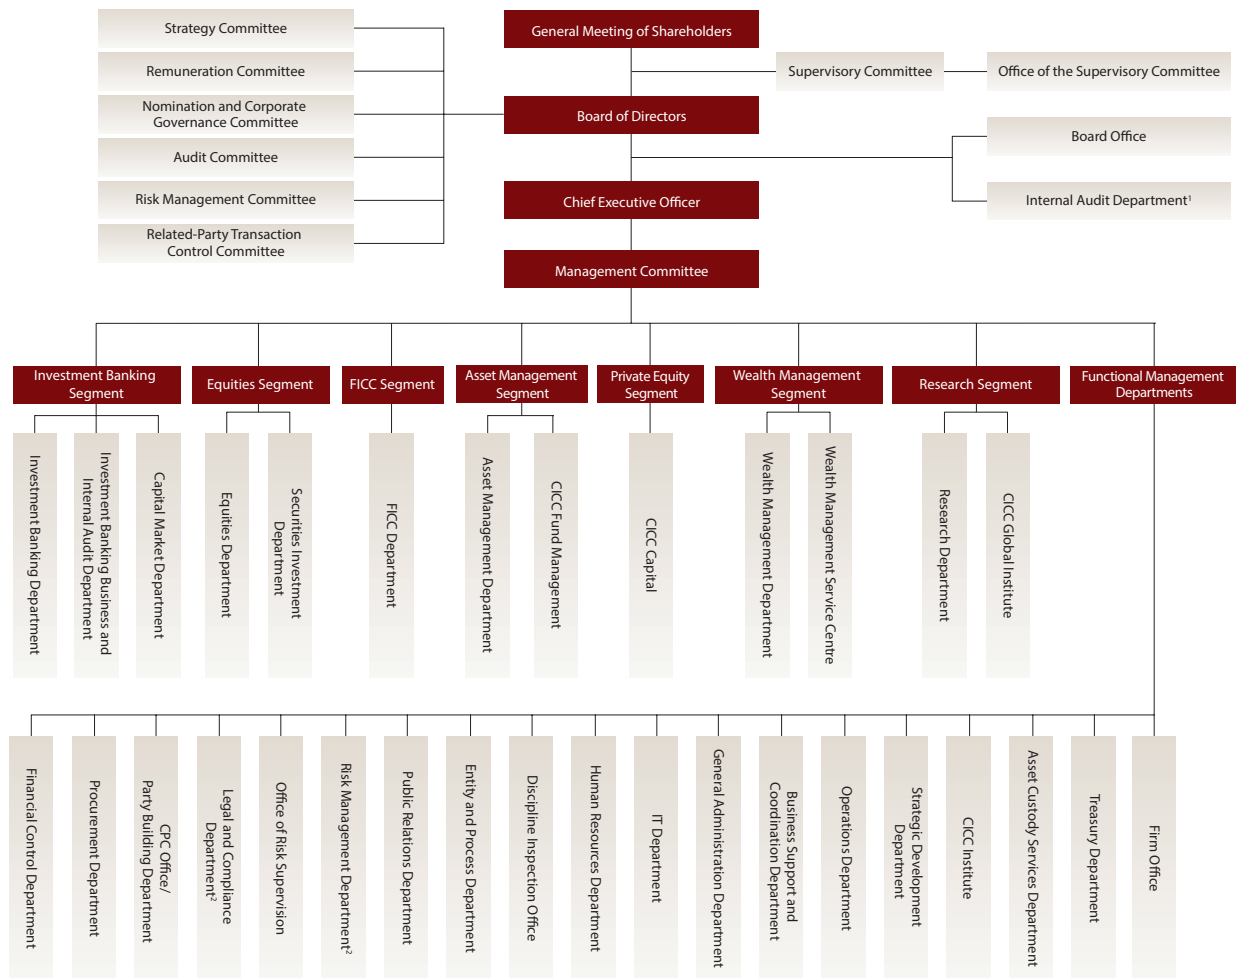 Strategy Committee
Remuneration Committee
Nomination and Corporate
Governance Committee
Audit Committee
Risk Management Committee
Related-Party Transaction
Control Committee
General Meeting of Shareholders
Supervisory Committee
Office of the Supervisory Committee
Board of Directors
Board Office
Internal Audit Department¹
Chief Executive Officer
Management Committee
Investment Banking
Segment
Equities Segment
FICC Segment
Asset Management
Segment
Private Equity
Segment
Wealth Management
Segment
Research Segment
Functional Management
Departments
Investment Banking Department
Investment Banking Business and
Internal Audit Department
Capital Market Department
Equities Department
Securities Investment
Department
FICC Department
Asset Management Department
CICC Fund Management
CICC Capital
Wealth Management Department
Wealth Management Service Centre
Research Department
CICC Global Institute
Financial Control Department
Procurement Department
CPC Office/
Party Building Department
Legal and Compliance
Department²
Office of Risk Supervision
Risk Management Department²
Public Relations Department
Entity and Process Department
Discipline Inspection Office
Human Resources Department
IT Department
General Administration Department
Business Support and
Coordination Department
Operations Department
Strategic Development
Department
CICC Institute
Asset Custody Services Department
Treasury Department
Firm Office